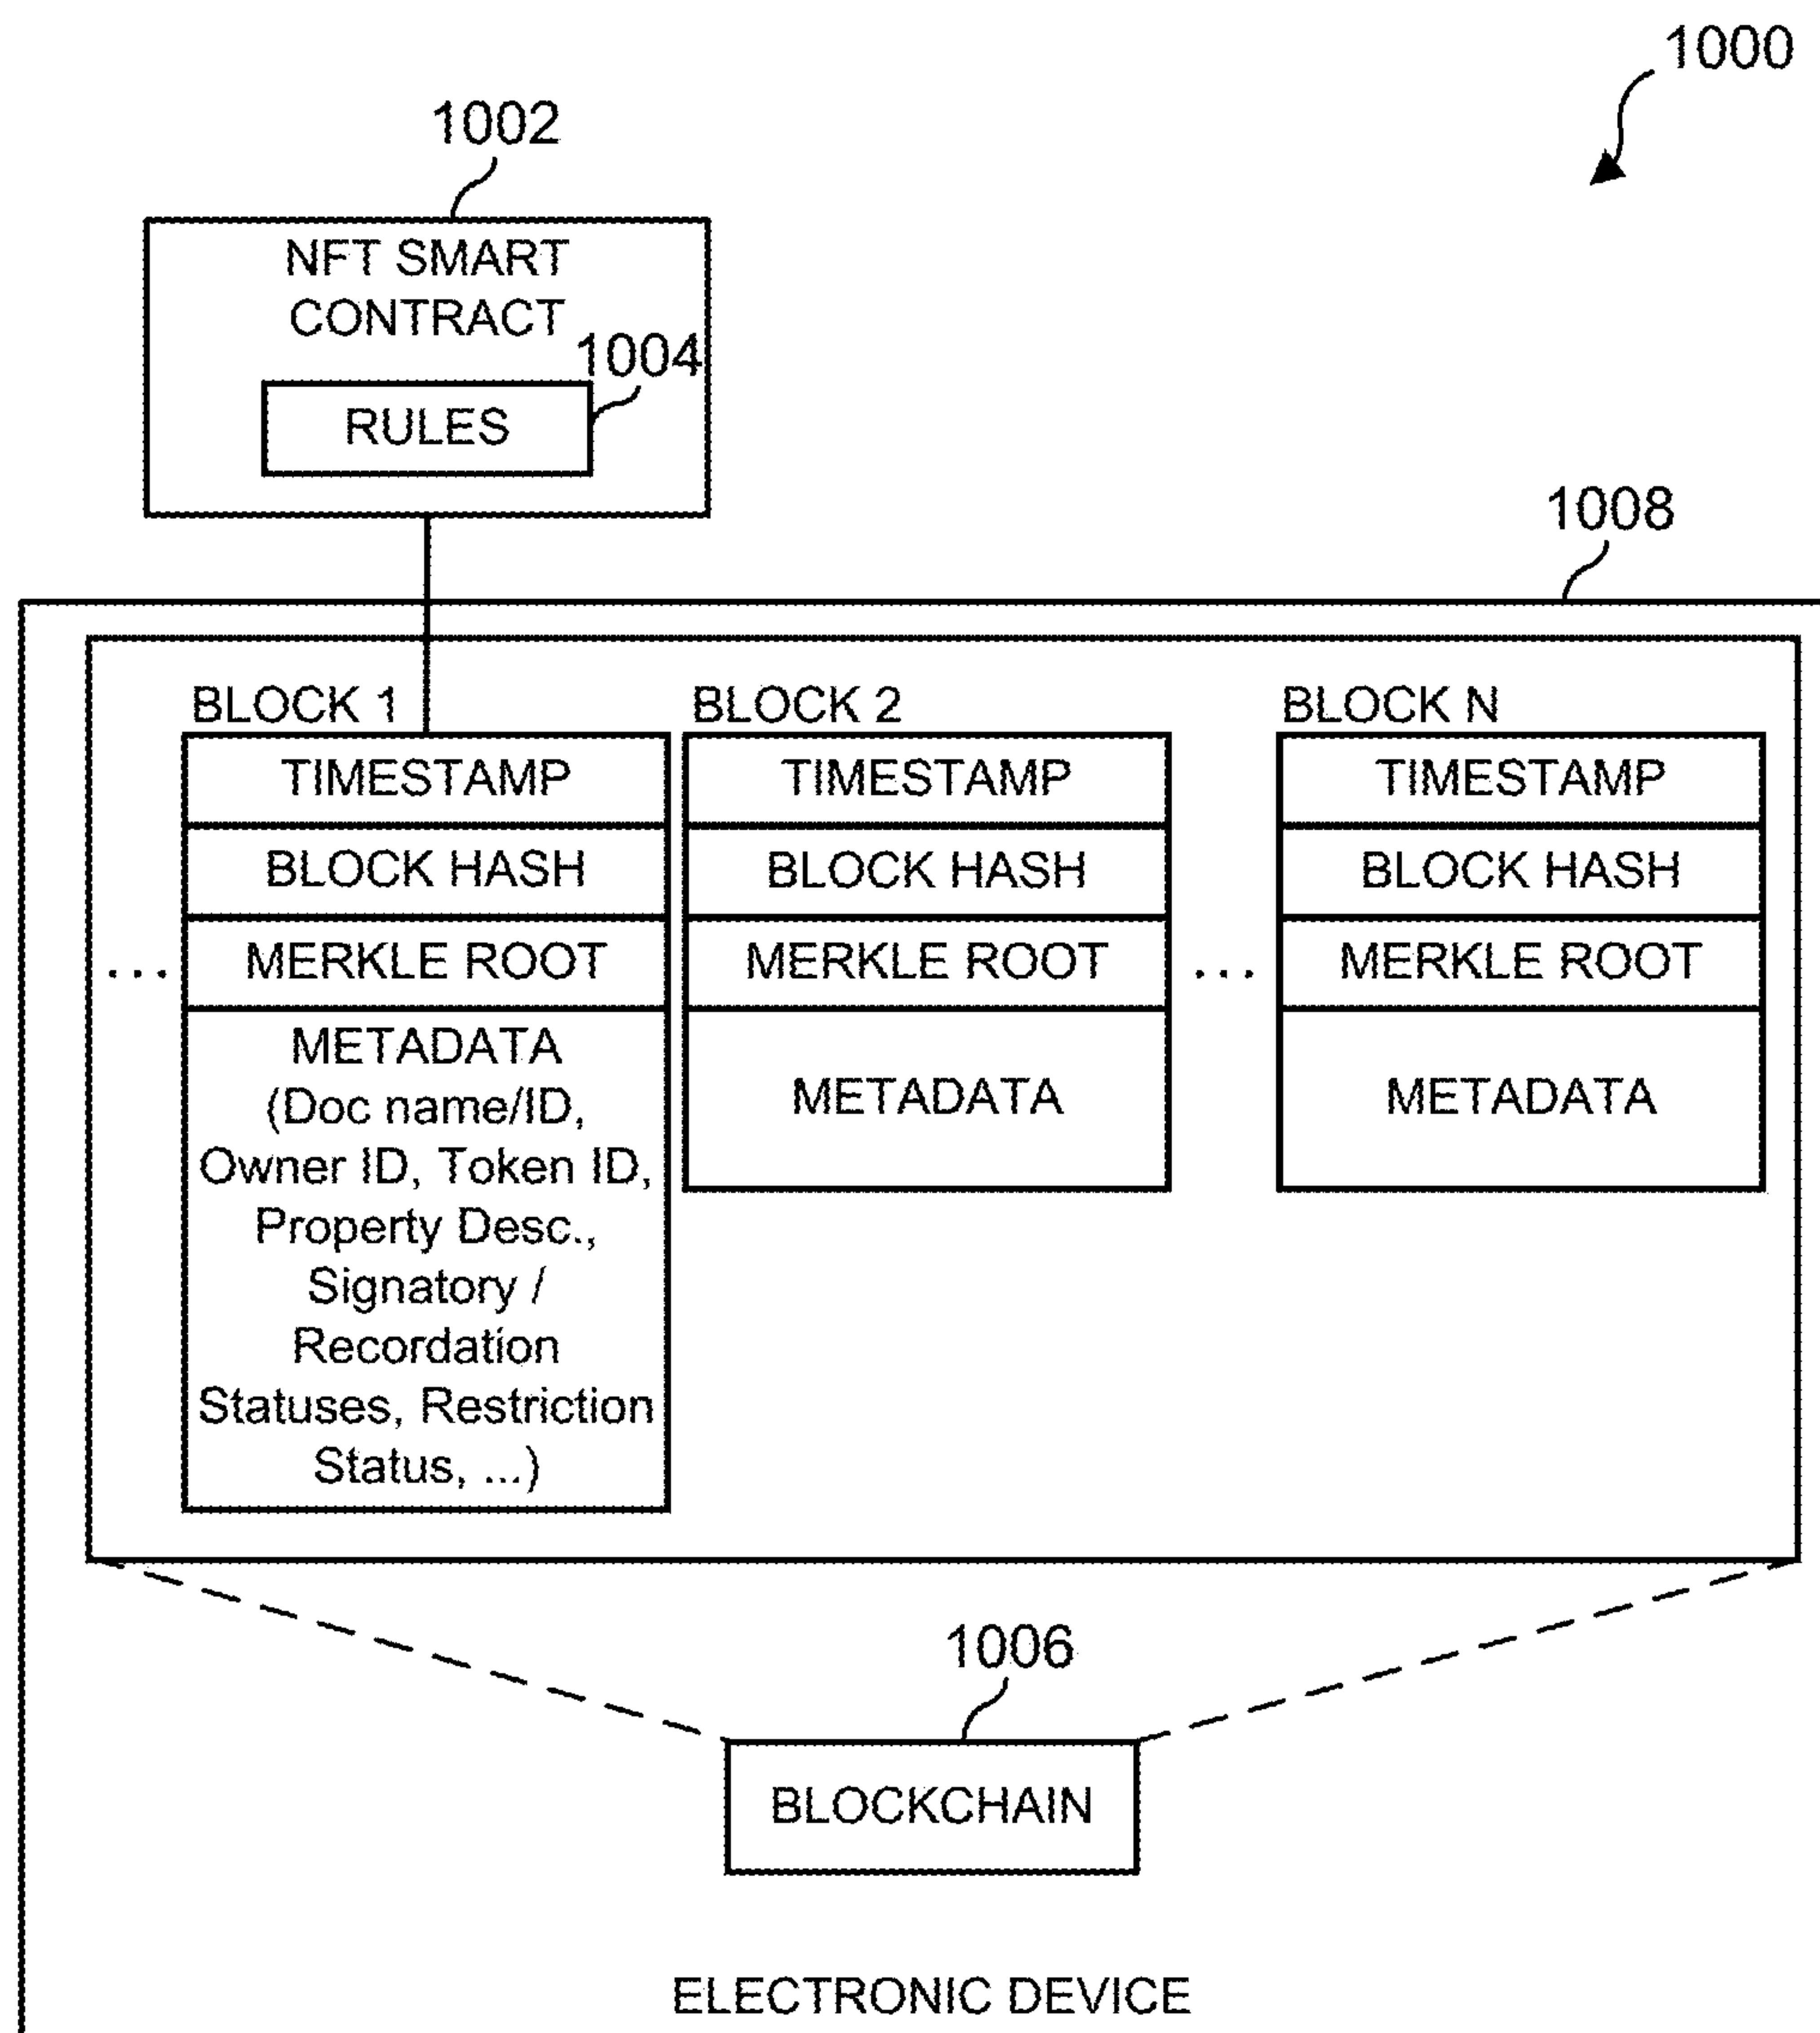 1000
1002
NFT SMART
CONTRACT
1004
RULES
1008
BLOCK 1 BLOCK 2 BLOCK N
TIMESTAMP TIMESTAMP TIMESTAMP
BLOCK HASH BLOCK HASH BLOCK HASH
... MERKLE ROOT MERKLE ROOT ... MERKLE ROOT
METADATA
(Doc name/ID,
METADATA METADATA
Owner ID, Token ID,
Property Desc.,
Signatory /
Recordation
Statuses, Restriction
Status, ...)
1006
BLOCKCHAIN
ELECTRONIC DEVICE